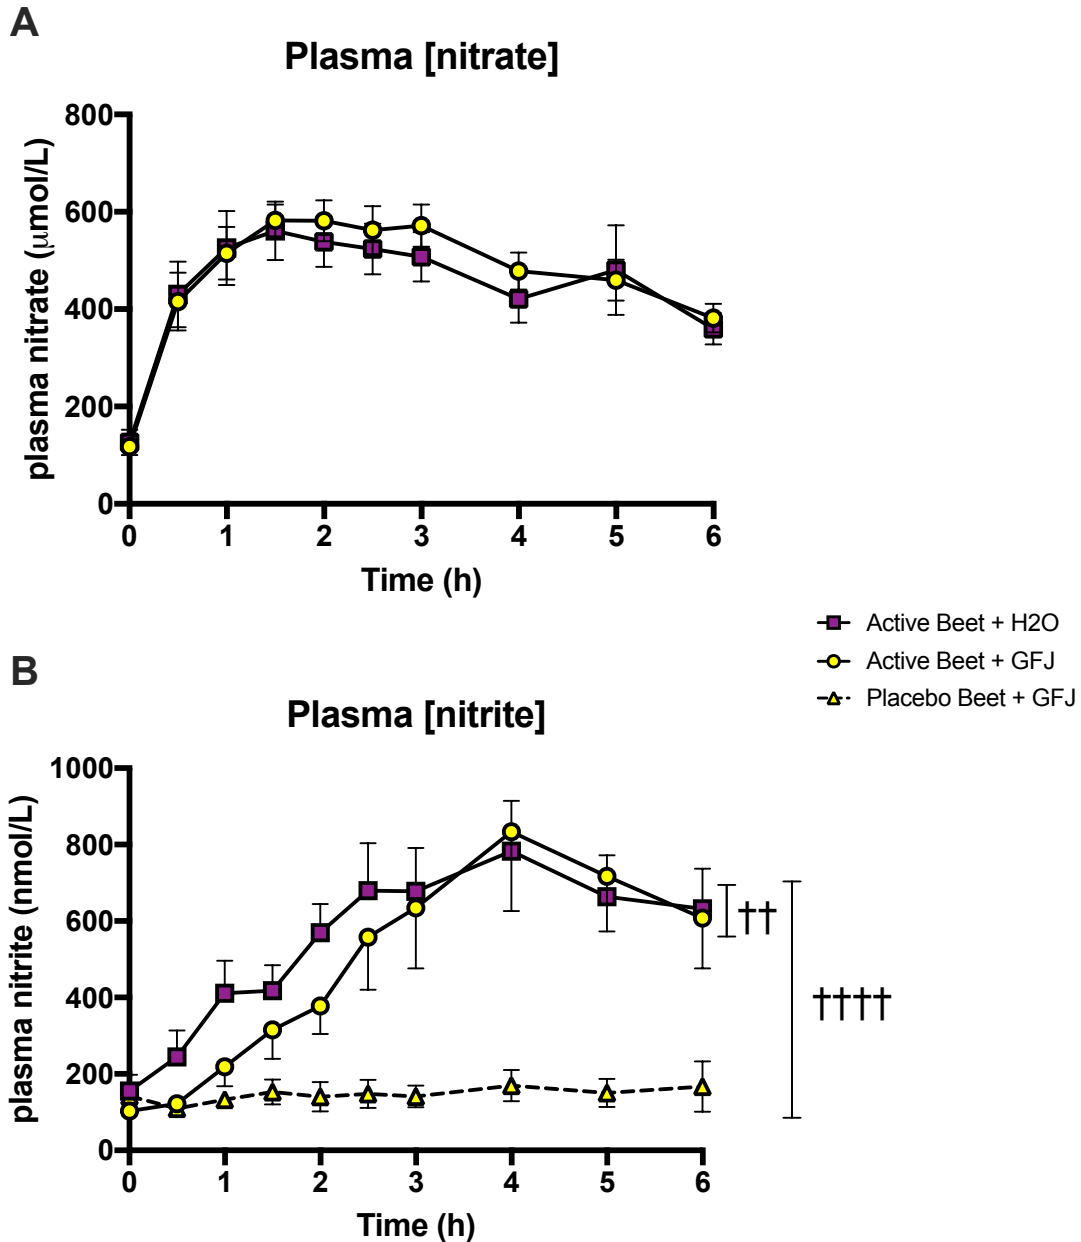 A
Plasma [nitrate]
plasma nitrate (µmol/L)
800
600
400
200
0
0 1 2 3 4 5 6
Time (h)
Active Beet + H2O
Active Beet + GFJ
Placebo Beet + GFJ
B
Plasma [nitrite]
plasma nitrite (nmol/L)
1000
800
600
400
200
0
0 1 2 3 4 5 6
Time (h)
††
††††